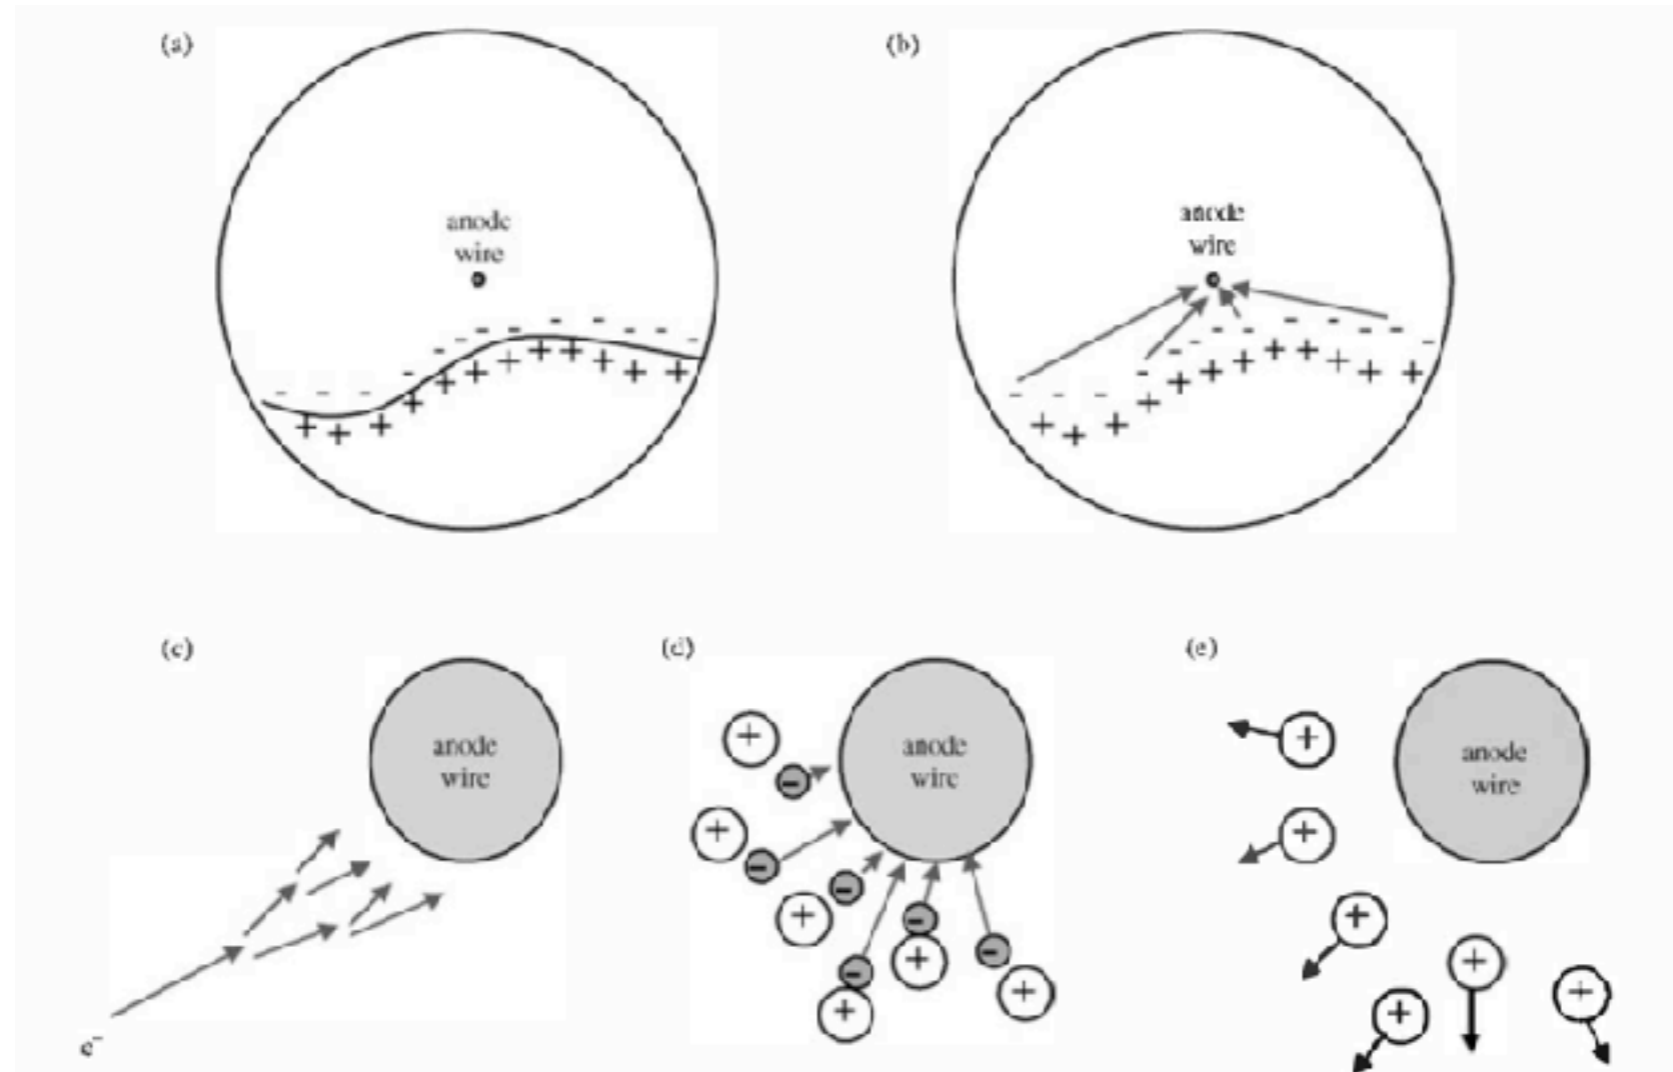 (a)
anode
wire
(b)
anode
wire
(c)
anode
wire
e⁻
(d)
anode
wire
(e)
anode
wire